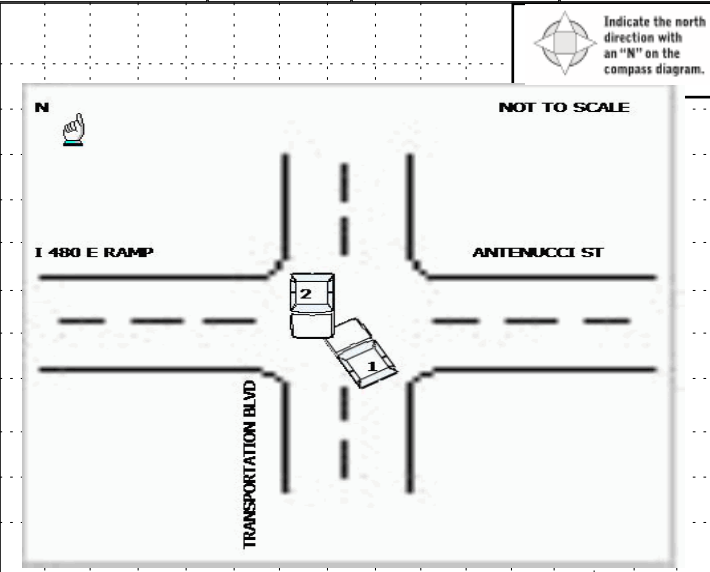 Indicate the north
direction with
an “N” on the
compass diagram.
N
NOT TO SCALE
I 480 E RAMP
ANTENUCCI ST
2
1
TRANSPORTATION BLVD